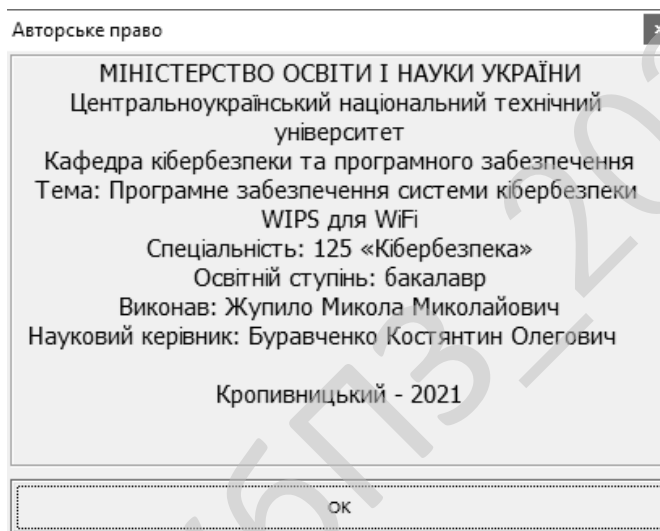 Авторське право
МІНІСТЕРСТВО ОСВІТИ І НАУКИ УКРАЇНИ
Центральноукраїнський національний технічний
університет
Кафедра кібербезпеки та програмного забезпечення
Тема: Програмне забезпечення системи кібербезпеки
WIPS для WiFi
Спеціальність: 125 «Кібербезпека»
Освітній ступінь: бакалавр
Виконав: Жупило Микола Миколайович
Науковий керівник: Буравченко Костянтин Олегович
Кропивницький - 2021
ОК